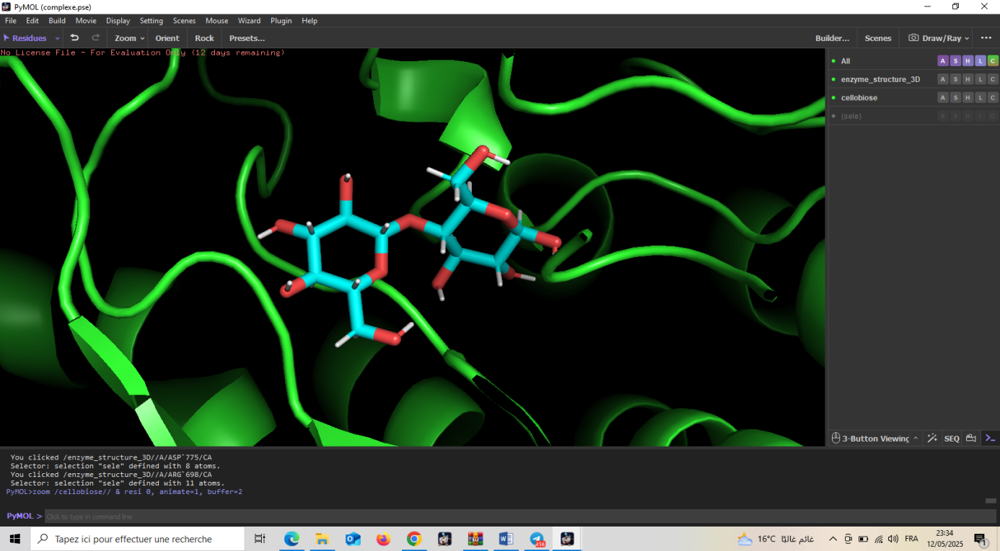 PyMOL (complexe.pse)
File Edit Build Movie Display Setting Scenes Mouse Wizard Plugin Help
Residues Zoom Orient Rock Presets... Builder... Scenes Draw/Ray
No License File - For Evaluation Only (12 days remaining)
All A S H L C
enzyme_structure_3D A S H L C
cellobiose A S H L C
(sele) A S H L C
3-Button Viewing SEQ
You clicked /enzyme_structure_3D//A/ASP`775/CA
Selector: selection "sele" defined with 8 atoms.
You clicked /enzyme_structure_3D//A/ARG`698/CA
Selector: selection "sele" defined with 11 atoms.
PyMOL>zoom /cellobiose// & resi 0, animate=1, buffer=2
PyMOL > Click to type in command line
Tapez ici pour effectuer une recherche
456
16°C غائم غالبًا
FRA
23:34
12/05/2025
1